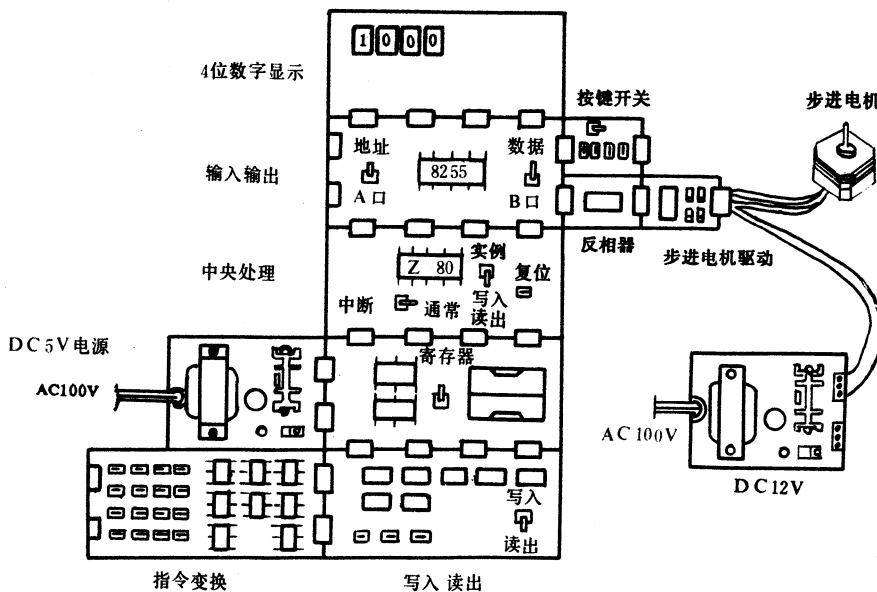 1000
4位数字显示
按键开关
步进电机
地址
数据
输入输出
8255
A口
B口
反相器
步进电机驱动
中央处理
Z 80
实例
复位
写入
中断
通常
读出
DC5V电源
寄存器
AC100V
AC100V
DC12V
写入
读出
指令变换
写入 读出